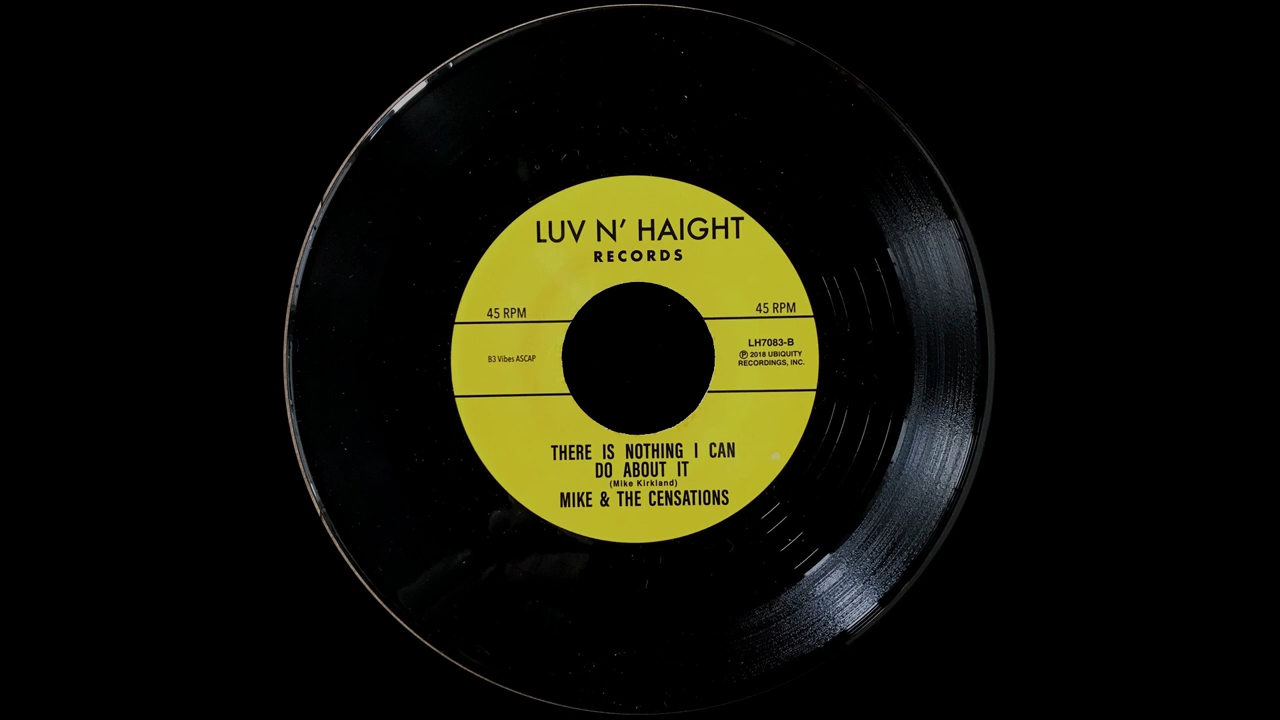 LUV N’ HAIGHT
RECORDS
45 RPM
45 RPM
B3 Vibes ASCAP
LH7083-B
℗ 2018 UBIQUITY
RECORDINGS, INC.
THERE IS NOTHING I CAN
DO ABOUT IT
(Mike Kirkland)
MIKE & THE CENSATIONS